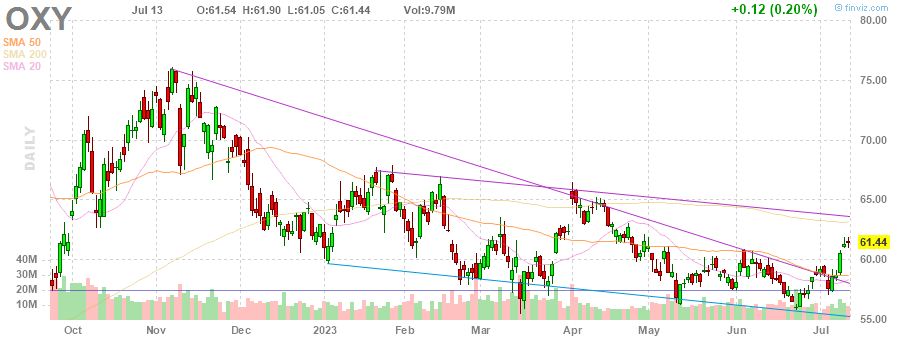 OXY Jul 13 O:61.54 H:61.90 L:61.05 C:61.44 Vol:9.79M +0.12 (0.20%) finviz.com
SMA 50
SMA 200
SMA 20
DAILY
80.00
75.00
70.00
65.00
61.44
60.00
55.00
40M
30M
20M
10M
Oct Nov Dec 2023 Feb Mar Apr May Jun Jul